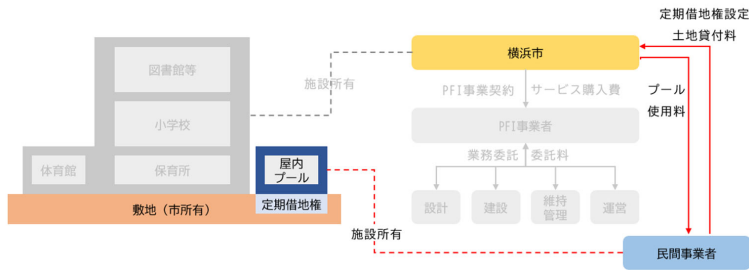 定期借地権設定
土地貸付料
横浜市
図書館等
施設所有
PFI事業契約
サービス購入費
プール
使用料
小学校
PFI事業者
業務委託
委託料
体育館
保育所
屋内
プール
定期借地権
敷地（市所有）
設計
建設
維持
管理
運営
施設所有
民間事業者